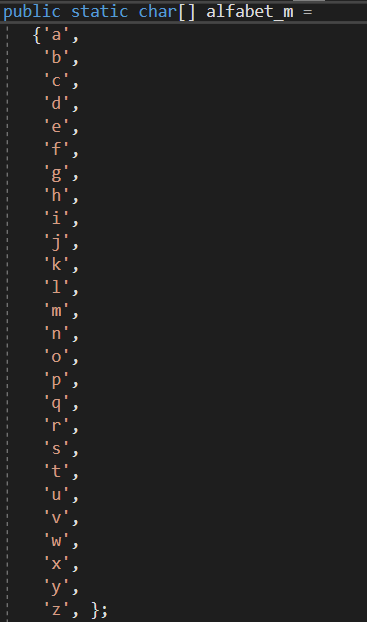 public static char[] alfabet_m =
{'a',
'b',
'c',
'd',
'e',
'f',
'g',
'h',
'i',
'j',
'k',
'l',
'm',
'n',
'o',
'p',
'q',
'r',
's',
't',
'u',
'v',
'w',
'x',
'y',
'z', };